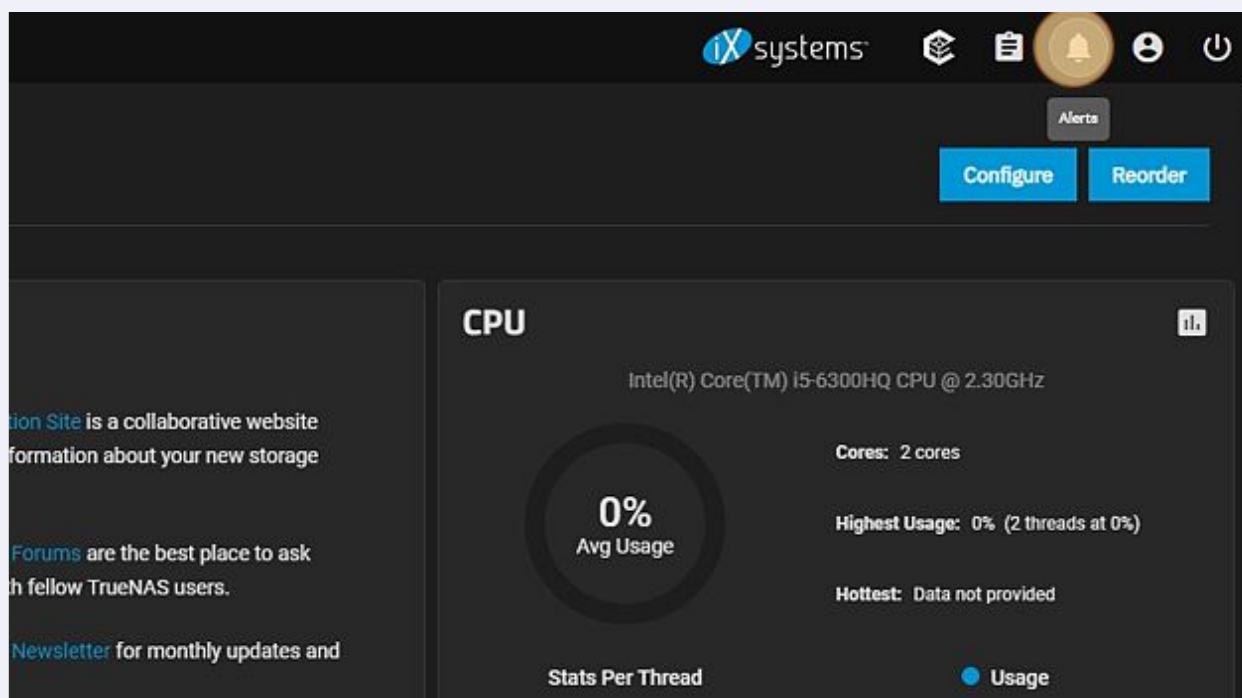 iXsystems™
Alerts
Configure
Reorder
tion Site is a collaborative website
formation about your new storage
Forums are the best place to ask
h fellow TrueNAS users.
Newsletter for monthly updates and
CPU
Intel(R) Core(TM) i5-6300HQ CPU @ 2.30GHz
0%
Avg Usage
Cores: 2 cores
Highest Usage: 0% (2 threads at 0%)
Hottest: Data not provided
Stats Per Thread
Usage